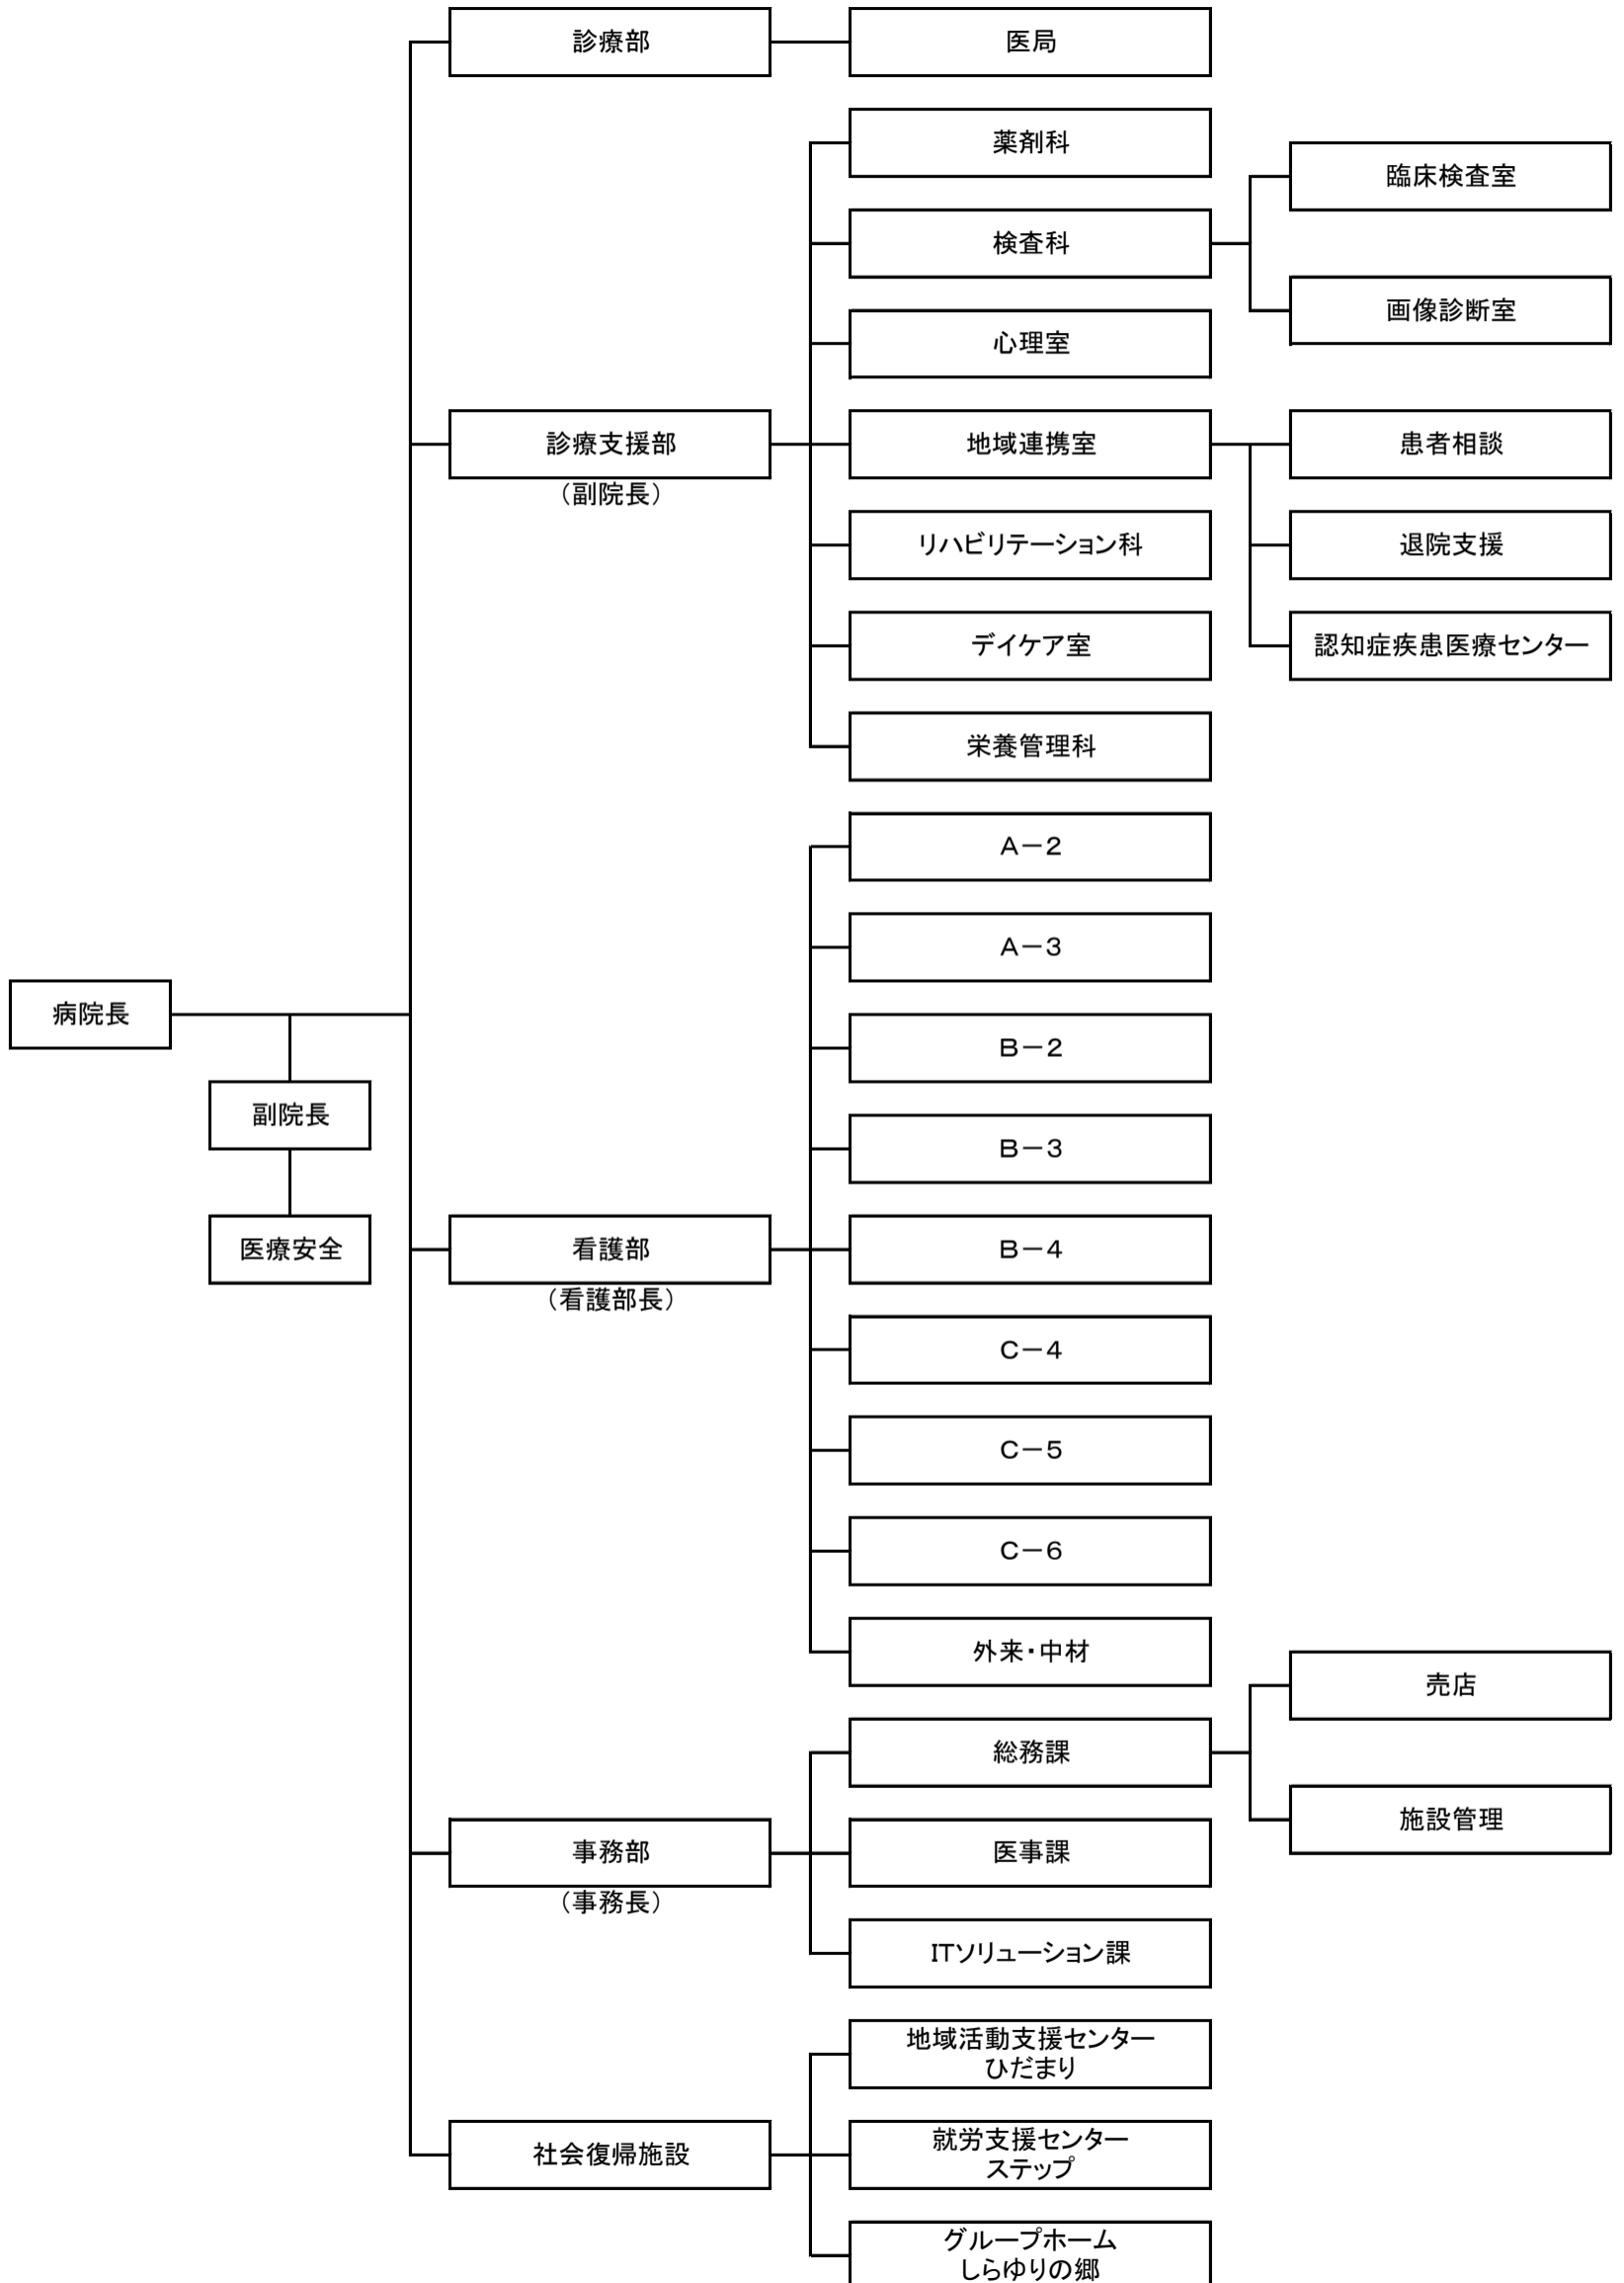 診療部
医局
薬剤科
臨床検査室
検査科
画像診断室
心理室
診療支援部
（副院長）
地域連携室
患者相談
リハビリテーション科
退院支援
デイケア室
認知症疾患医療センター
栄養管理科
A－2
A－3
病院長
B－2
副院長
B－3
医療安全
看護部
（看護部長）
B－4
C－4
C－5
C－6
外来・中材
売店
総務課
施設管理
事務部
（事務長）
医事課
ITソリューション課
地域活動支援センター
ひだまり
社会復帰施設
就労支援センター
ステップ
グループホーム
しらゆりの郷